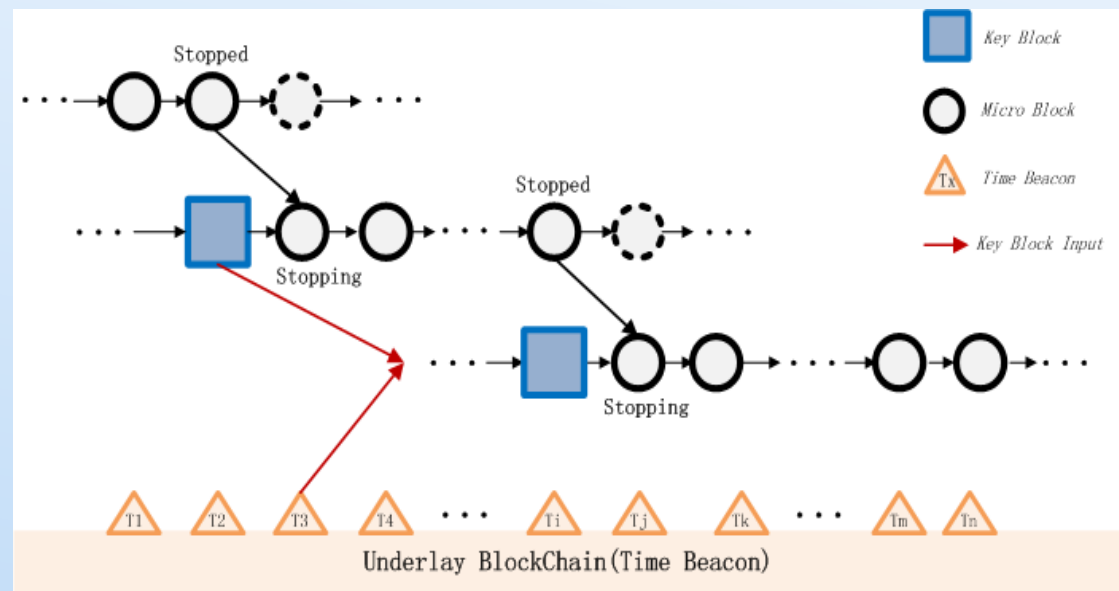 Stopped
Key Block
Micro Block
Tx Time Beacon
Stopped
Stopping
Key Block Input
Stopping
T1 T2 T3 T4 ... Ti Tj Tk ... Tm Tn
Underlay BlockChain(Time Beacon)